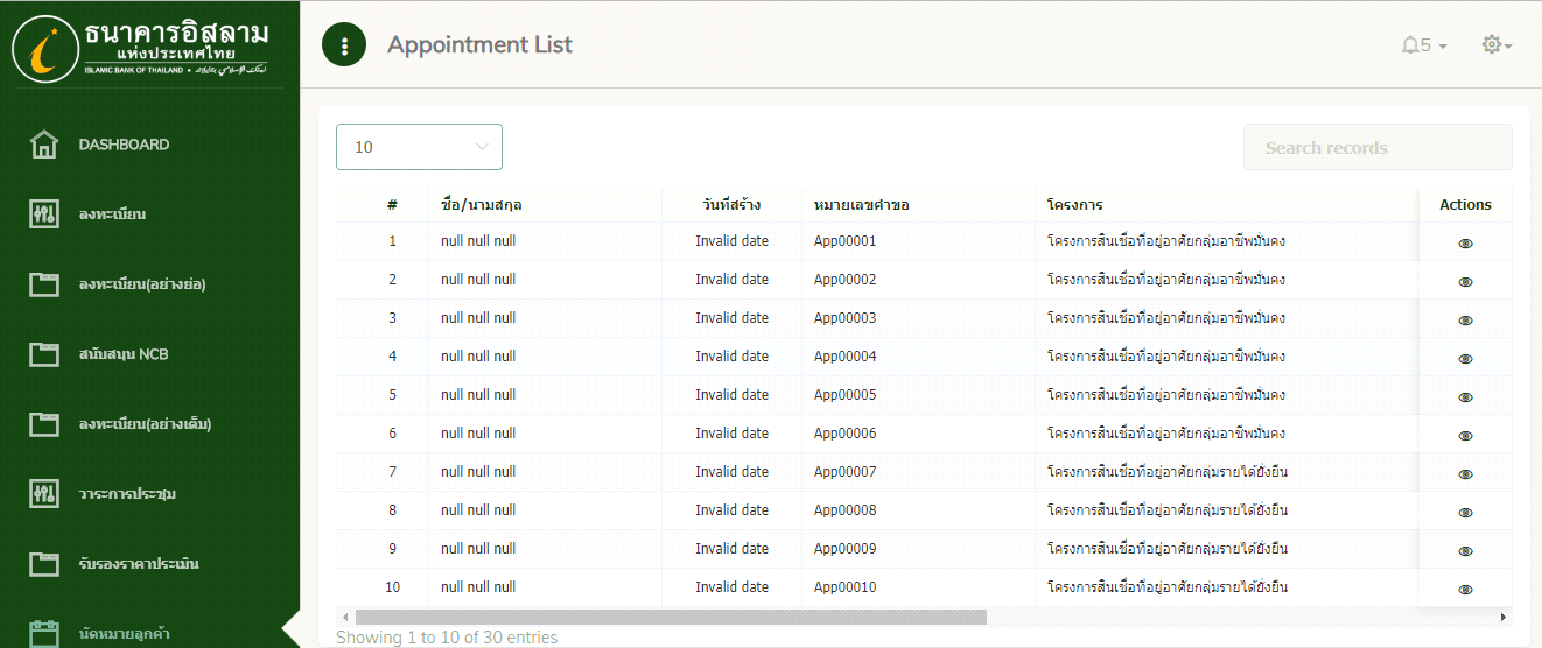 ธนาคารอิสลาม
แห่งประเทศไทย
ISLAMIC BANK OF THAILAND
DASHBOARD
ลงทะเบียน
ลงทะเบียน(อย่างย่อ)
สนับสนุน NCB
ลงทะเบียน(อย่างเต็ม)
วาระการประชุม
รับรองราคาประเมิน
นัดหมายลูกค้า
Appointment List
5
10
Search records
# ชื่อ/นามสกุล วันที่สร้าง หมายเลขคำขอ โครงการ Actions
1 null null null Invalid date App00001 โครงการสินเชื่อที่อยู่อาศัยกลุ่มอาชีพมั่นคง
2 null null null Invalid date App00002 โครงการสินเชื่อที่อยู่อาศัยกลุ่มอาชีพมั่นคง
3 null null null Invalid date App00003 โครงการสินเชื่อที่อยู่อาศัยกลุ่มอาชีพมั่นคง
4 null null null Invalid date App00004 โครงการสินเชื่อที่อยู่อาศัยกลุ่มอาชีพมั่นคง
5 null null null Invalid date App00005 โครงการสินเชื่อที่อยู่อาศัยกลุ่มอาชีพมั่นคง
6 null null null Invalid date App00006 โครงการสินเชื่อที่อยู่อาศัยกลุ่มอาชีพมั่นคง
7 null null null Invalid date App00007 โครงการสินเชื่อที่อยู่อาศัยกลุ่มรายได้ยั่งยืน
8 null null null Invalid date App00008 โครงการสินเชื่อที่อยู่อาศัยกลุ่มรายได้ยั่งยืน
9 null null null Invalid date App00009 โครงการสินเชื่อที่อยู่อาศัยกลุ่มรายได้ยั่งยืน
10 null null null Invalid date App00010 โครงการสินเชื่อที่อยู่อาศัยกลุ่มรายได้ยั่งยืน
Showing 1 to 10 of 30 entries